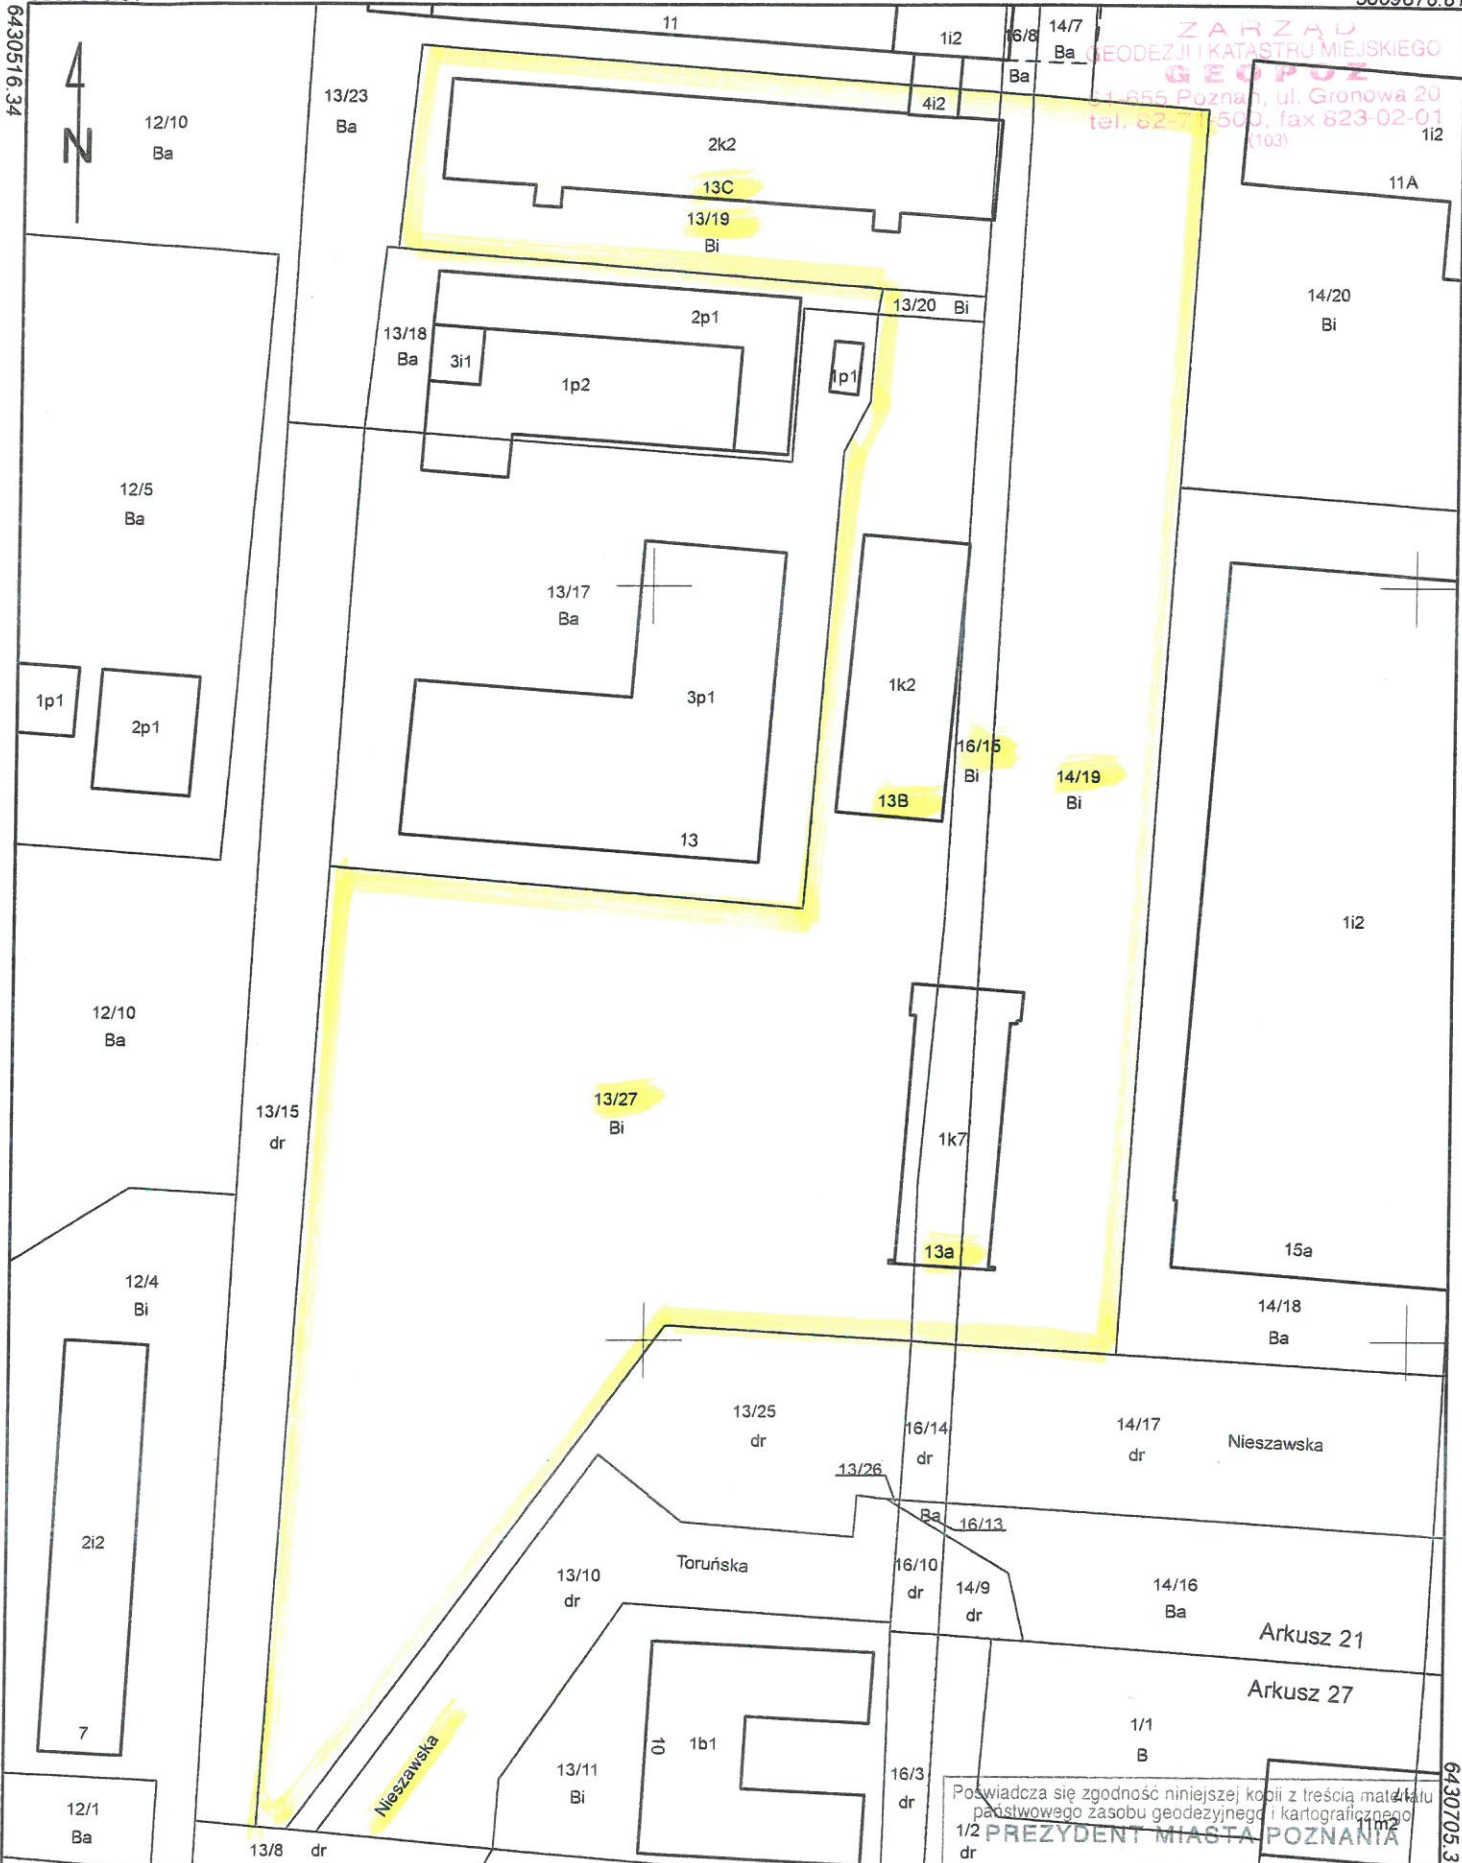 6430516.34
11
1i2
16/8
14/7
Ba
Ba
ZARZĄD
GEODEZJI I KATASTRU MIEJSKIEGO
GEOPOZ
61-655 Poznań, ul. Gronowa 20
tel. 82-71-500, fax 823-02-01
(103)
N
12/10
Ba
13/23
Ba
4i2
2k2
13C
13/19
Bi
1i2
11A
14/20
Bi
13/20 Bi
13/18
Ba
2p1
3i1
1p2
1p1
12/5
Ba
13/17
Ba
1p1
2p1
3p1
13
1k2
16/15
Bi
14/19
Bi
13B
1i2
12/10
Ba
13/15
dr
13/27
Bi
1k7
13a
15a
12/4
Bi
14/18
Ba
13/25
dr
16/14
dr
14/17
dr
Nieszawska
13/26
Ba
16/13
2i2
7
13/10
dr
Toruńska
16/10
dr
14/9
dr
14/16
Ba
Arkusz 21
Arkusz 27
1/1
B
Nieszawska
10
1b1
13/11
Bi
16/3
dr
12/1
Ba
13/8 dr
1/2
dr
11m2
Poświadcza się zgodność niniejszej kopii z treścią materiału
państwowego zasobu geodezyjnego i kartograficznego
PREZYDENT MIASTA POZNANIA
6430705.3